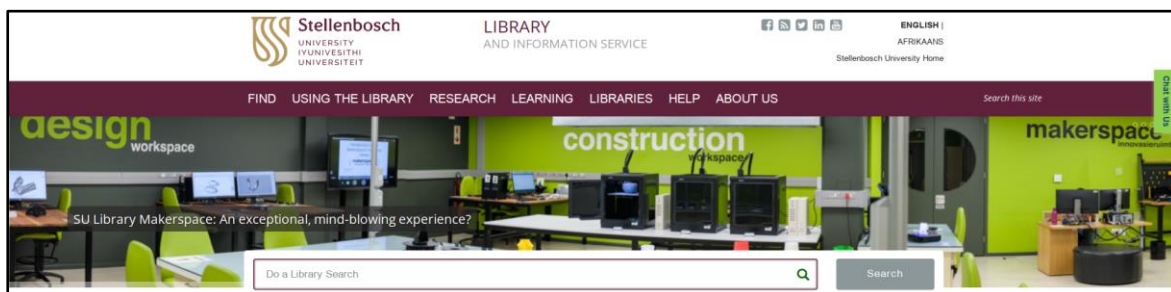 Stellenbosch
UNIVERSITY
IYUNIVESITHI
UNIVERSITEIT
LIBRARY
AND INFORMATION SERVICE
ENGLISH |
AFRIKAANS
Stellenbosch University Home
FIND USING THE LIBRARY RESEARCH LEARNING LIBRARIES HELP ABOUT US
Search this site
Chat with Us
design
workspace
construction
workspace
makerspace
innovasieruimte
SU Library Makerspace: An exceptional, mind-blowing experience?
Do a Library Search
Search